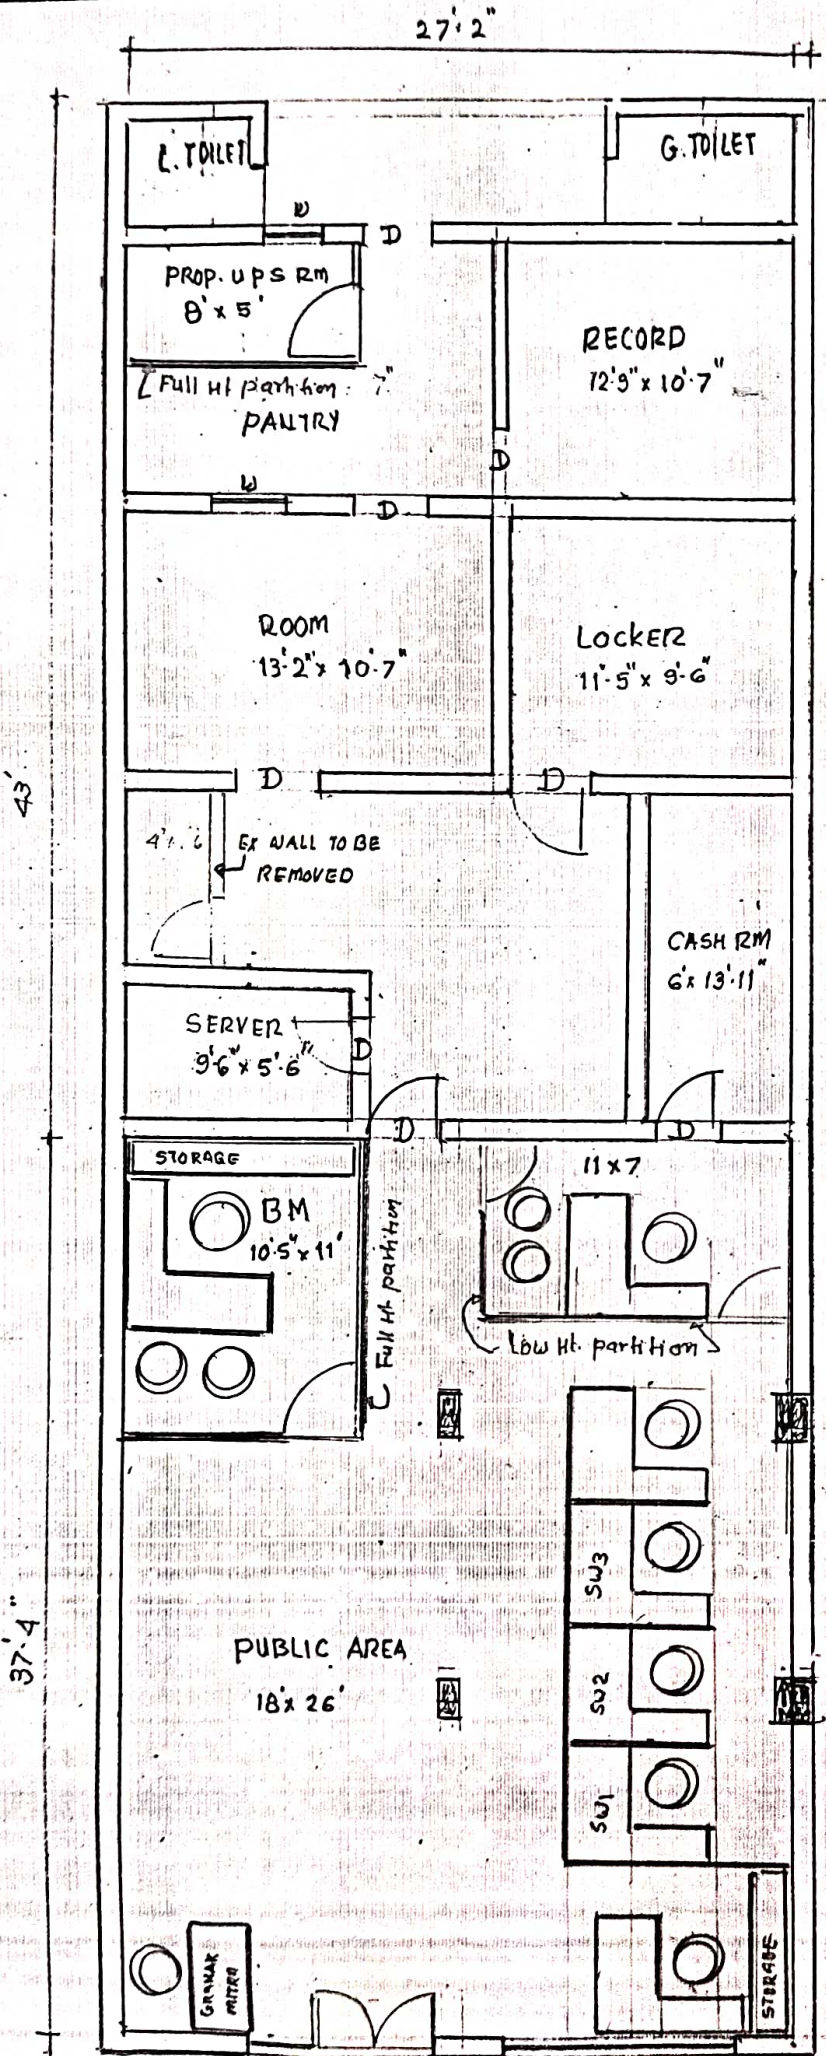 27'.2"
L. TOILET
G. TOILET
W
D
PROP. UPS RM
8' x 5'
RECORD
12'.9" x 10'.7"
Full Ht partition
7"
PANTRY
D
W
D
ROOM
13'.2" x 10'.7"
LOCKER
11'.5" x 9'.6"
43'
D
D
EX WALL TO BE
REMOVED
CASH RM
6' x 13'.11"
SERVER
9'.6" x 5'.6"
D
D
D
STORAGE
11 x 7
BM
10'.5" x 11'
Full Ht. partition
Low Ht. partition
SW3
37'.4"
PUBLIC AREA
18' x 26'
SW2
SW1
GRAHAK
MITRA
STORAGE